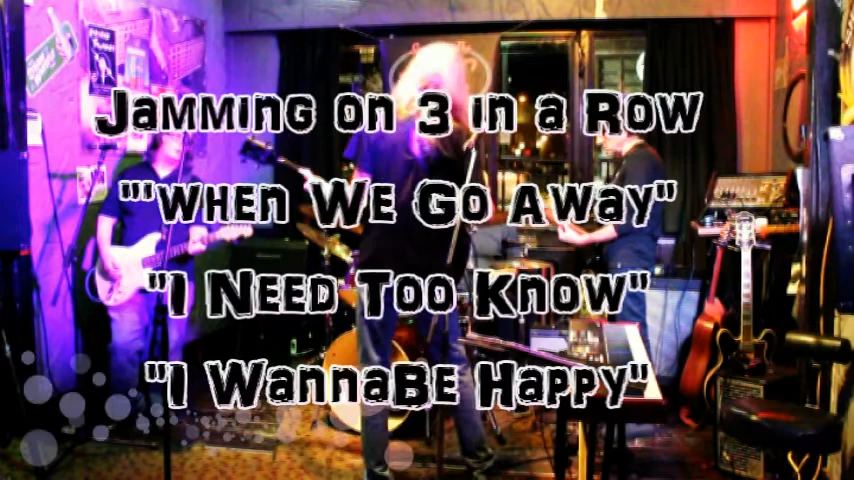 Jamming on 3 in a Row
"'when We Go Away"
"I Need Too Know"
"I WannaBe Happy"